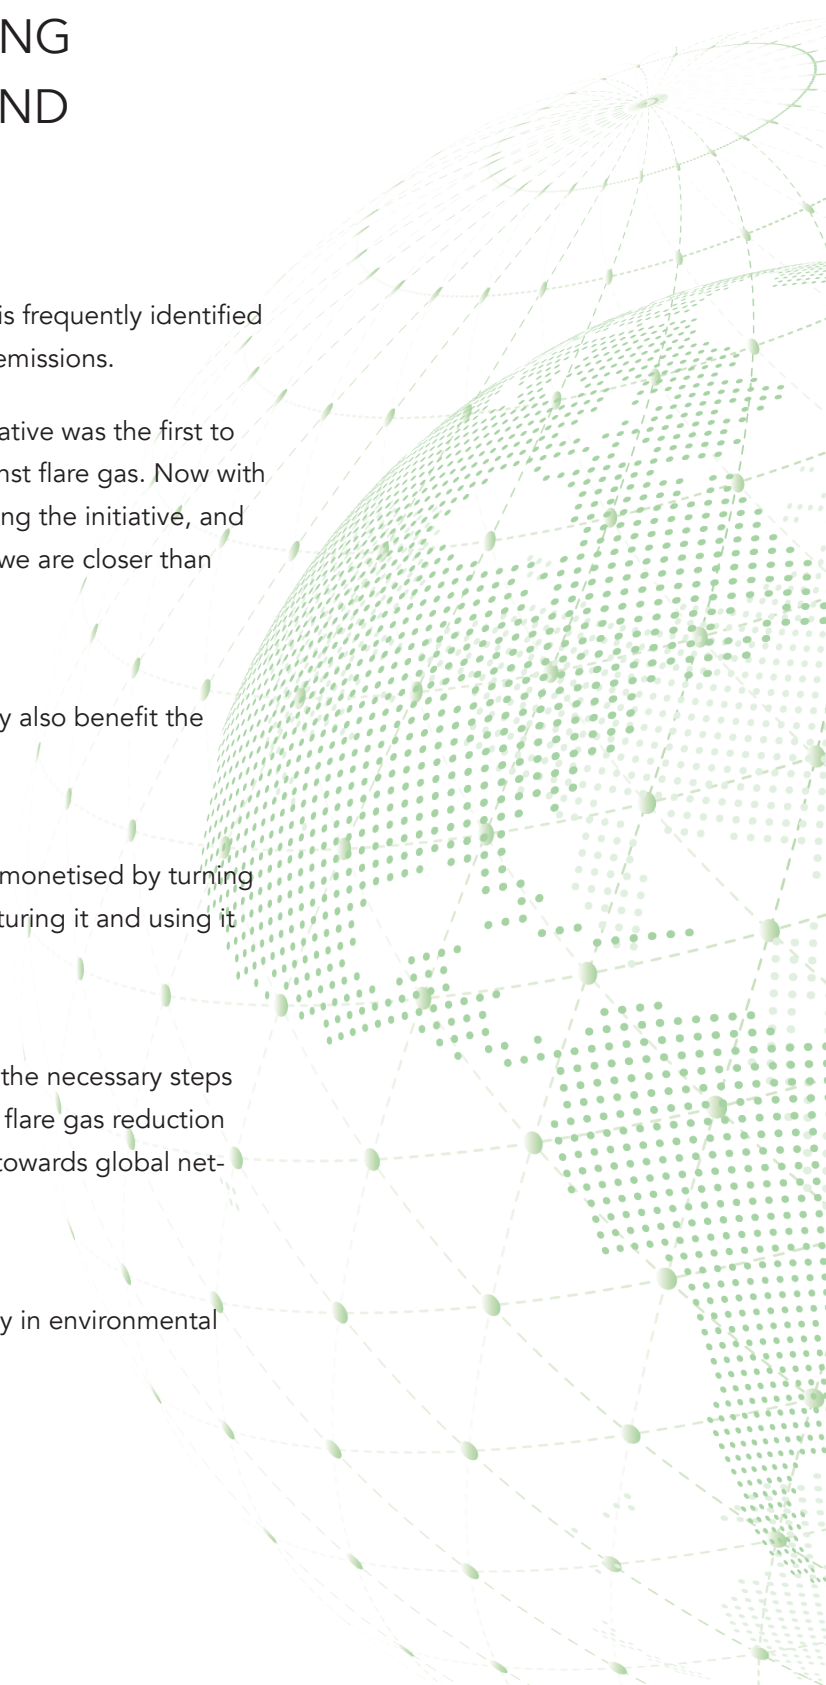 NG
ND
is frequently identified
emissions.
ative was the first to
nst flare gas. Now with
ng the initiative, and
we are closer than
y also benefit the
monetised by turning
turing it and using it
the necessary steps
flare gas reduction
towards global net-
y in environmental